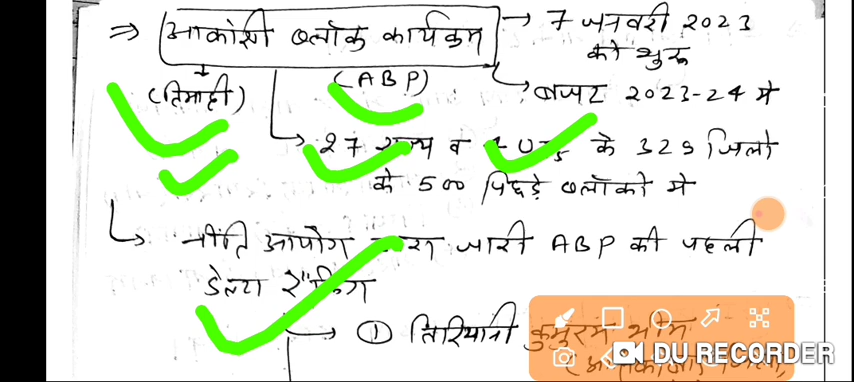 ⇒ आकांक्षी ब्लॉक कार्यक्रम → 7 जनवरी 2023
को शुरू
(तिमाही) (ABP) → बजट 2023-24 में
→ 27 राज्य व 4 UTs के 329 जिलों
के 500 पिछड़े ब्लॉकों में
→ नीति आयोग द्वारा जारी ABP की पहली
डेल्टा रैंकिंग
→ ① तिरियानी कुमुरम भीम
DU RECORDER